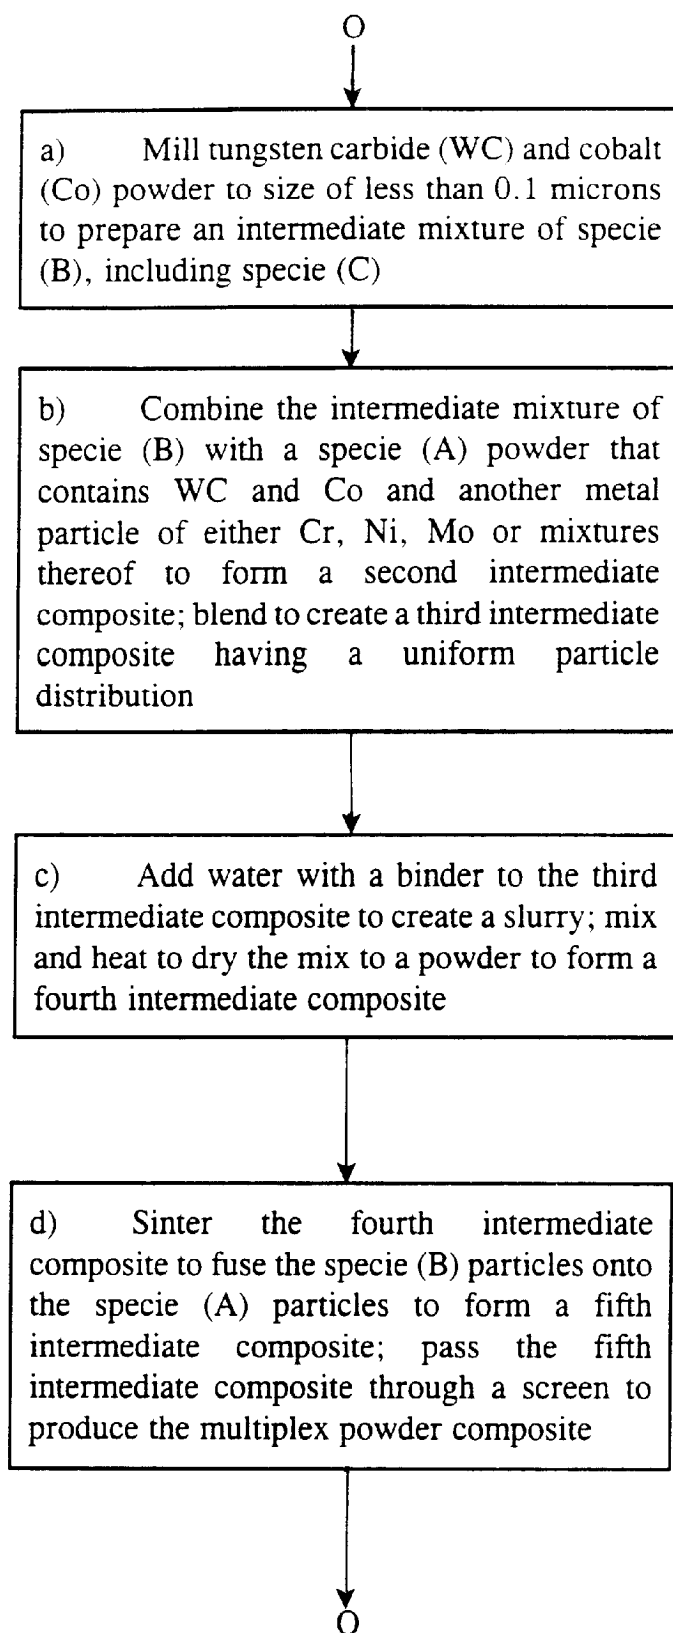 O
a) Mill tungsten carbide (WC) and cobalt
(Co) powder to size of less than 0.1 microns
to prepare an intermediate mixture of specie
(B), including specie (C)
b) Combine the intermediate mixture of
specie (B) with a specie (A) powder that
contains WC and Co and another metal
particle of either Cr, Ni, Mo or mixtures
thereof to form a second intermediate
composite; blend to create a third intermediate
composite having a uniform particle
distribution
c) Add water with a binder to the third
intermediate composite to create a slurry; mix
and heat to dry the mix to a powder to form a
fourth intermediate composite
d) Sinter the fourth intermediate
composite to fuse the specie (B) particles onto
the specie (A) particles to form a fifth
intermediate composite; pass the fifth
intermediate composite through a screen to
produce the multiplex powder composite
O